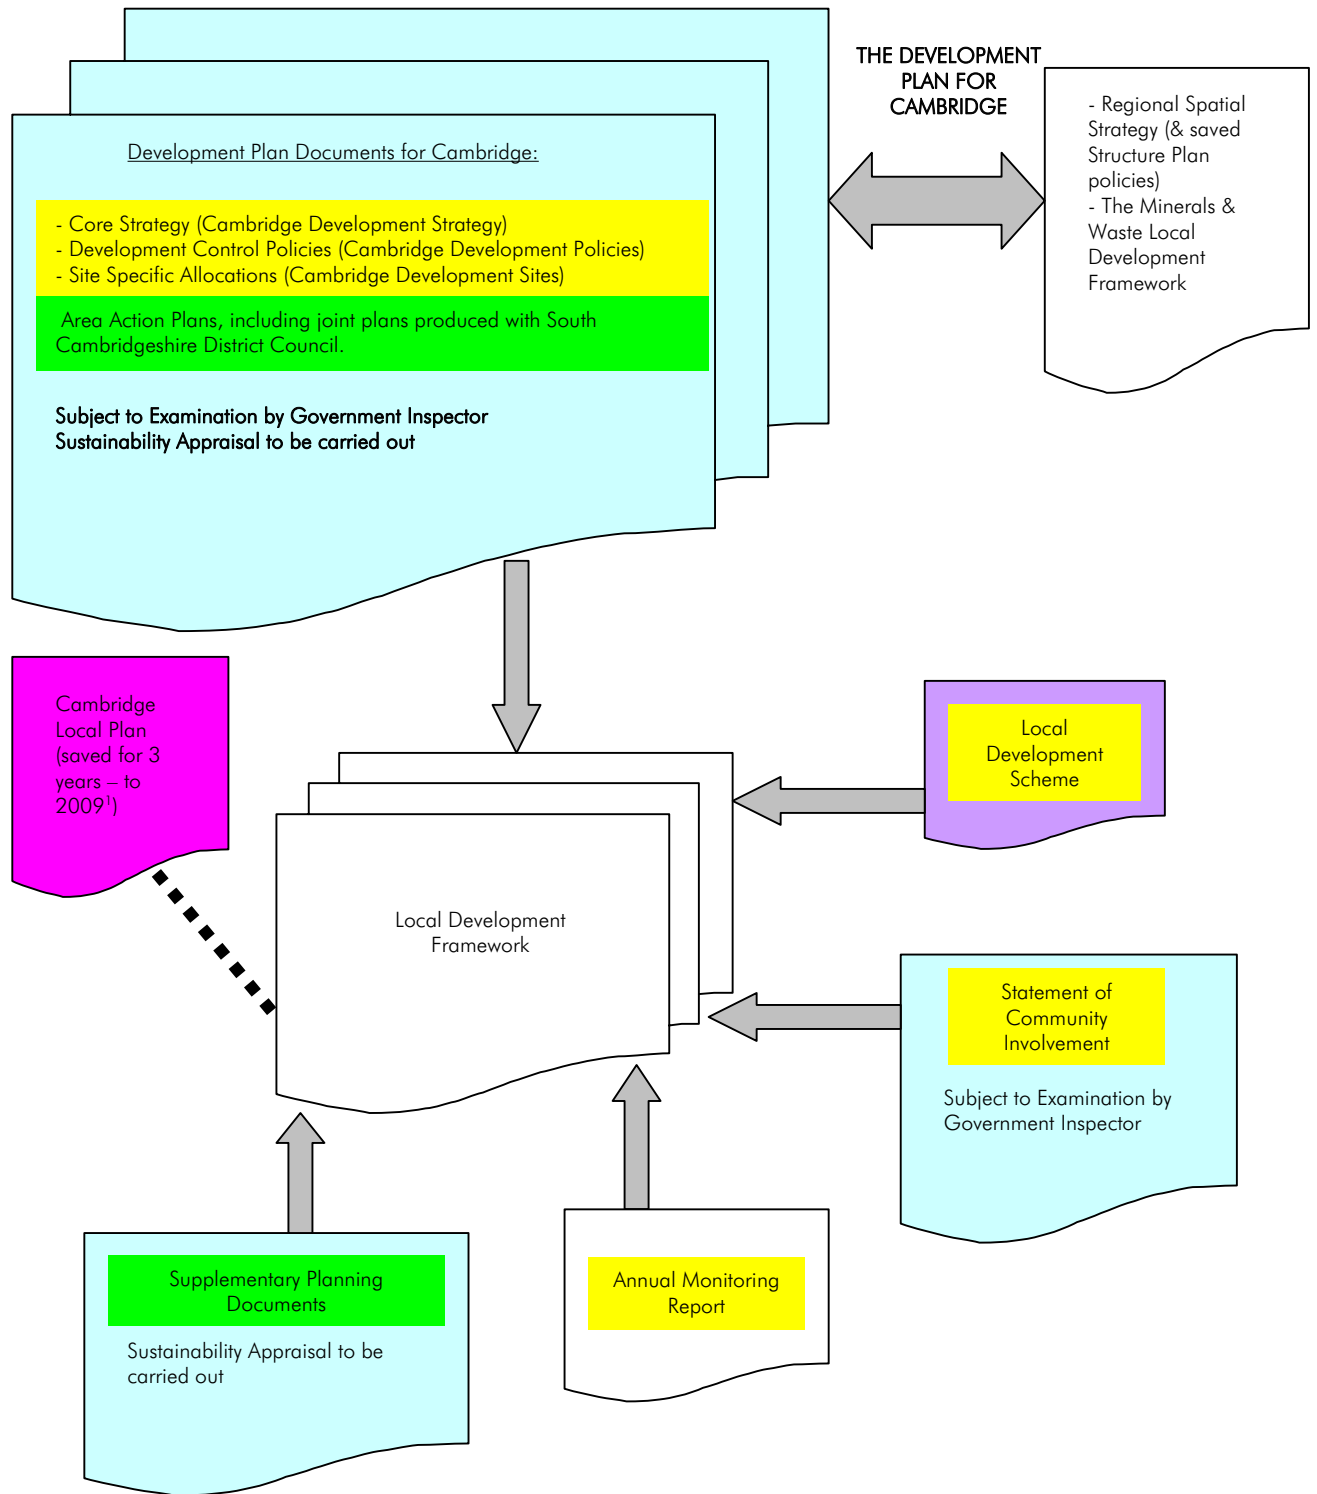 THE DEVELOPMENT
PLAN FOR
CAMBRIDGE
- Regional Spatial
Strategy (& saved
Structure Plan
policies)
- The Minerals &
Waste Local
Development
Framework
Development Plan Documents for Cambridge:
- Core Strategy (Cambridge Development Strategy)
- Development Control Policies (Cambridge Development Policies)
- Site Specific Allocations (Cambridge Development Sites)
Area Action Plans, including joint plans produced with South
Cambridgeshire District Council.
Subject to Examination by Government Inspector
Sustainability Appraisal to be carried out
Cambridge
Local Plan
(saved for 3
years – to
2009¹)
Local
Development
Scheme
Local Development
Framework
Statement of
Community
Involvement
Subject to Examination by
Government Inspector
Supplementary Planning
Documents
Sustainability Appraisal to be
carried out
Annual Monitoring
Report